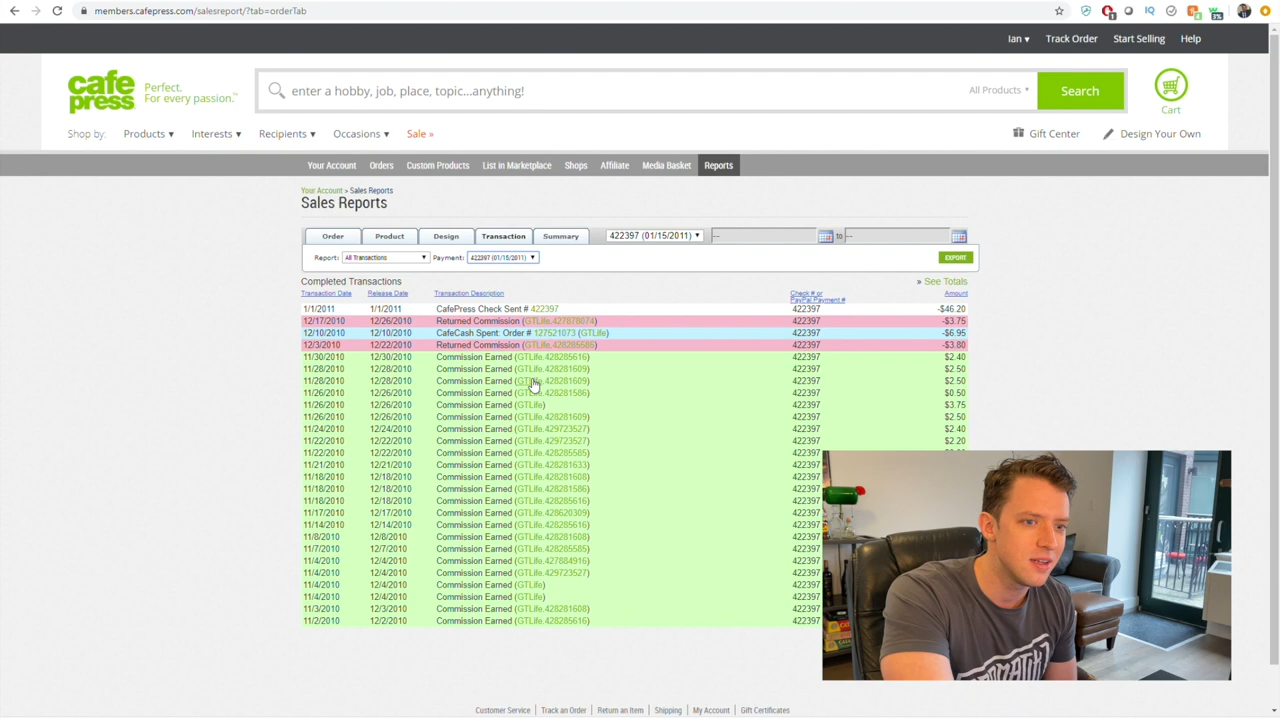 members.cafepress.com/salesreport/?tab=orderTab
Ian ▾ Track Order Start Selling Help
cafe press Perfect. For every passion.™
enter a hobby, job, place, topic...anything! All Products ▾ Search Cart
Shop by: Products ▾ Interests ▾ Recipients ▾ Occasions ▾ Sale » Gift Center Design Your Own
Your Account Orders Custom Products List in Marketplace Shops Affiliate Media Basket Reports
Your Account > Sales Reports
Sales Reports
Order Product Design Transaction Summary 422397 (01/15/2011) ▾ --- to ---
Report: All Transactions ▾ Payment: 422397 (01/15/2011) ▾ EXPORT
Completed Transactions » See Totals
Transaction Date Release Date Transaction Description Check # or PayPal Payment # Amount
1/1/2011 1/1/2011 CafePress Check Sent # 422397 422397 -$46.20
12/17/2010 12/26/2010 Returned Commission (GTLife.427878074) 422397 -$3.75
12/10/2010 12/10/2010 CafeCash Spent: Order # 127521073 (GTLife) 422397 -$6.95
12/3/2010 12/22/2010 Returned Commission (GTLife.428285585) 422397 -$3.80
11/30/2010 12/30/2010 Commission Earned (GTLife.428285616) 422397 $2.40
11/28/2010 12/28/2010 Commission Earned (GTLife.428281609) 422397 $2.50
11/28/2010 12/28/2010 Commission Earned (GTLife.428281609) 422397 $2.50
11/26/2010 12/26/2010 Commission Earned (GTLife.428281586) 422397 $0.50
11/26/2010 12/26/2010 Commission Earned (GTLife) 422397 $3.75
11/26/2010 12/26/2010 Commission Earned (GTLife.428281609) 422397 $2.50
11/24/2010 12/24/2010 Commission Earned (GTLife.429723527) 422397 $2.40
11/22/2010 12/22/2010 Commission Earned (GTLife.429723527) 422397 $2.20
11/22/2010 12/22/2010 Commission Earned (GTLife.428285585) 422397
11/21/2010 12/21/2010 Commission Earned (GTLife.428281633) 422397
11/18/2010 12/18/2010 Commission Earned (GTLife.428281608) 422397
11/18/2010 12/18/2010 Commission Earned (GTLife.428281586) 422397
11/18/2010 12/18/2010 Commission Earned (GTLife.428285616) 422397
11/17/2010 12/17/2010 Commission Earned (GTLife.428620309) 422397
11/14/2010 12/14/2010 Commission Earned (GTLife.428285616) 422397
11/8/2010 12/8/2010 Commission Earned (GTLife.428281608) 422397
11/7/2010 12/7/2010 Commission Earned (GTLife.428285585) 422397
11/4/2010 12/4/2010 Commission Earned (GTLife.427884916) 422397
11/4/2010 12/4/2010 Commission Earned (GTLife.429723527) 422397
11/4/2010 12/4/2010 Commission Earned (GTLife) 422397
11/4/2010 12/4/2010 Commission Earned (GTLife) 422397
11/3/2010 12/3/2010 Commission Earned (GTLife.428281608) 422397
11/2/2010 12/2/2010 Commission Earned (GTLife.428285616) 422397
Customer Service Track an Order Return an Item Shipping My Account Gift Certificates